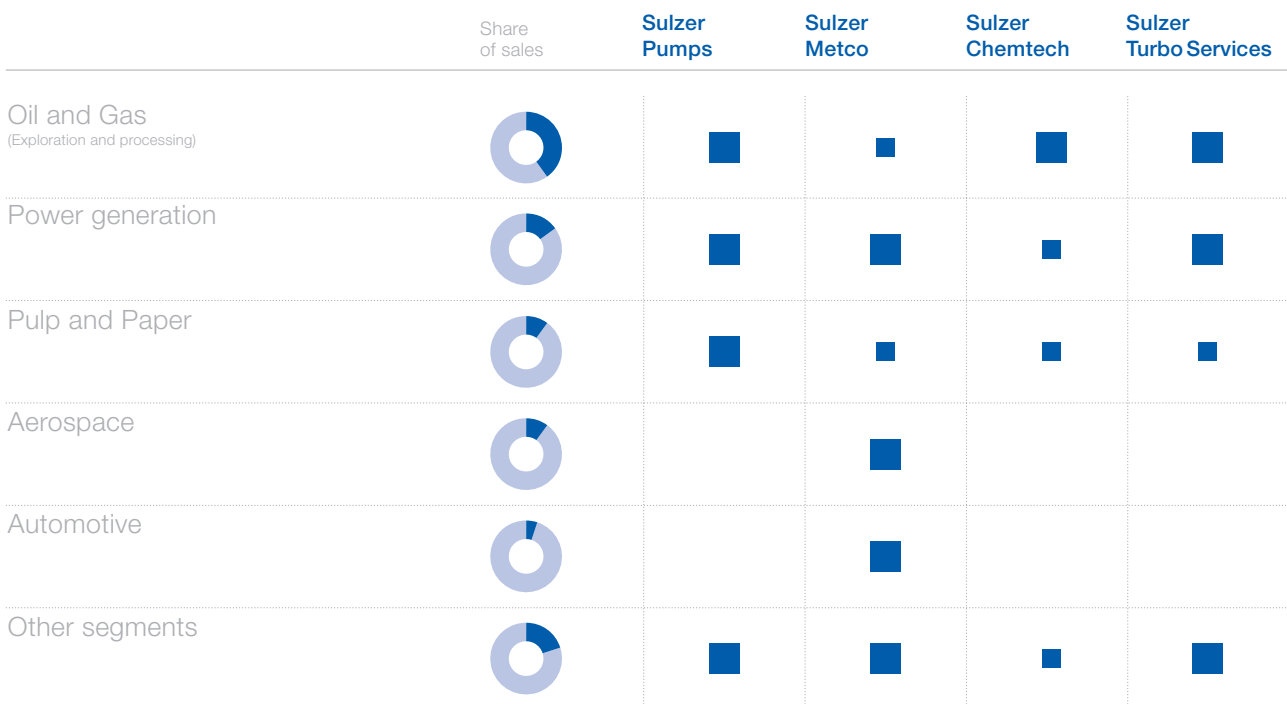 Share
of sales
Sulzer
Pumps
Sulzer
Metco
Sulzer
Chemtech
Sulzer
Turbo Services
Oil and Gas
(Exploration and processing)
Power generation
Pulp and Paper
Aerospace
Automotive
Other segments